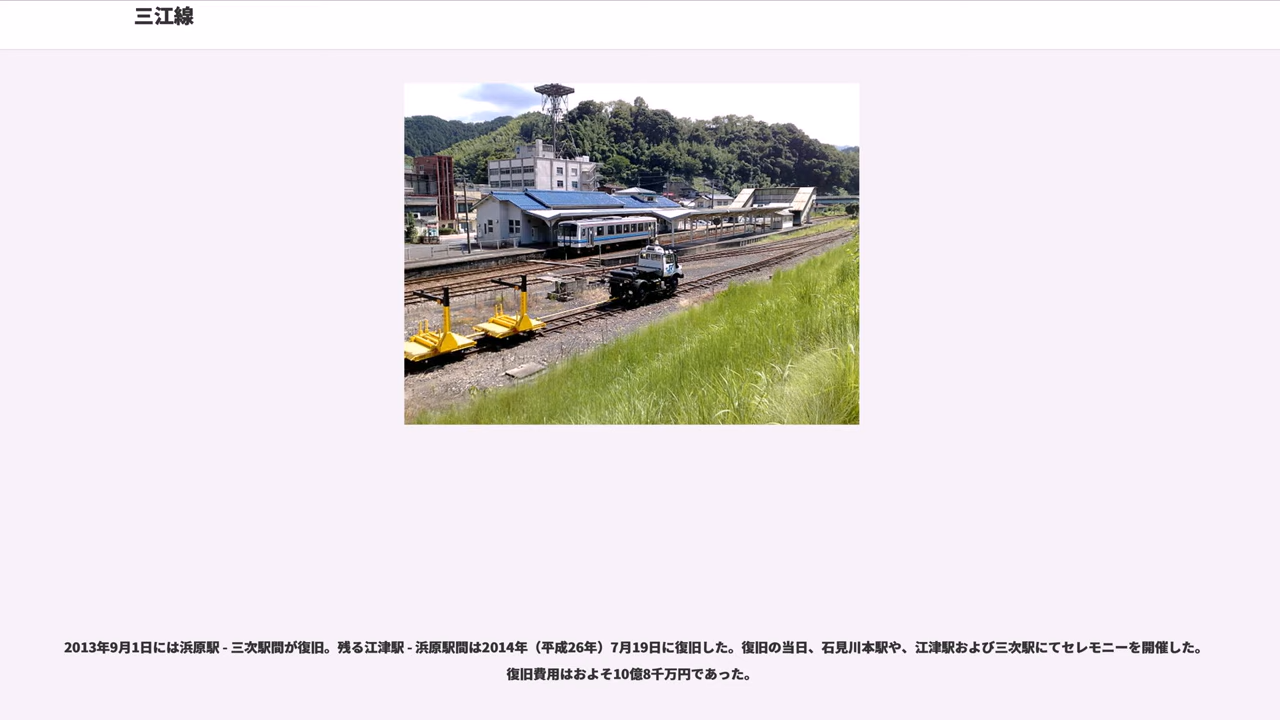 三江線
2013年9月1日には浜原駅 - 三次駅間が復旧。残る江津駅 - 浜原駅間は2014年（平成26年）7月19日に復旧した。復旧の当日、石見川本駅や、江津駅および三次駅にてセレモニーを開催した。
復旧費用はおよそ10億8千万円であった。